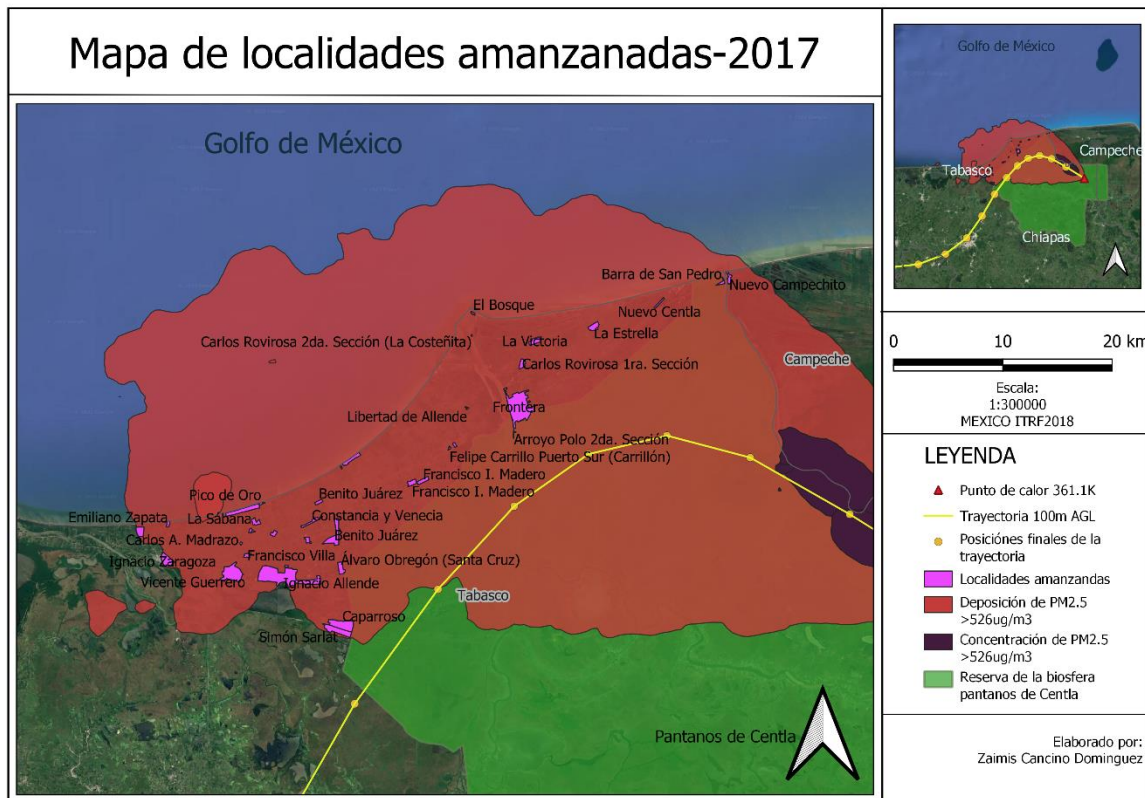 Mapa de localidades amanzanadas-2017
Golfo de México
Barra de San Pedro
Nuevo Campechito
El Bosque
Nuevo Centla
La Estrella
Carlos Rovirosa 2da. Sección (La Costeñita)
La Victoria
Campeche
Carlos Rovirosa 1ra. Sección
Frontera
Libertad de Allende
Arroyo Polo 2da. Sección
Felipe Carrillo Puerto Sur (Carrillón)
Francisco I. Madero
Francisco I. Madero
Pico de Oro
Benito Juárez
Emiliano Zapata
La Sábana
Constancia y Venecia
Carlos A. Madrazo
Benito Juárez
Ignacio Zaragoza
Francisco Villa
Álvaro Obregón (Santa Cruz)
Vicente Guerrero
Ignacio Allende
Tabasco
Caparroso
Simón Sarlat
Pantanos de Centla
Golfo de México
Campeche
Tabasco
Chiapas
0 10 20 km
Escala:
1:300000
MEXICO ITRF2018
LEYENDA
Punto de calor 361.1K
Trayectoria 100m AGL
Posiciónes finales de la
trayectoria
Localidades amanzandas
Deposición de PM2.5
>526ug/m3
Concentración de PM2.5
>526ug/m3
Reserva de la biosfera
pantanos de Centla
Elaborado por:
Zaimis Cancino Dominguez